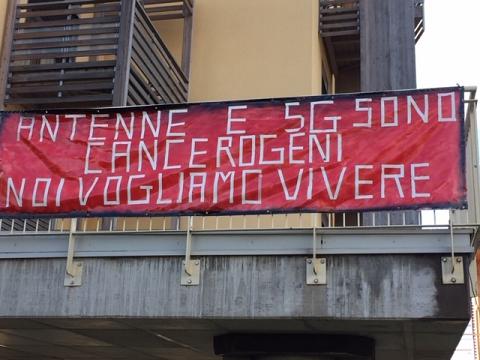 ANTENNE E 5G SONO
CANCEROGENI
NOI VOGLIAMO VIVERE